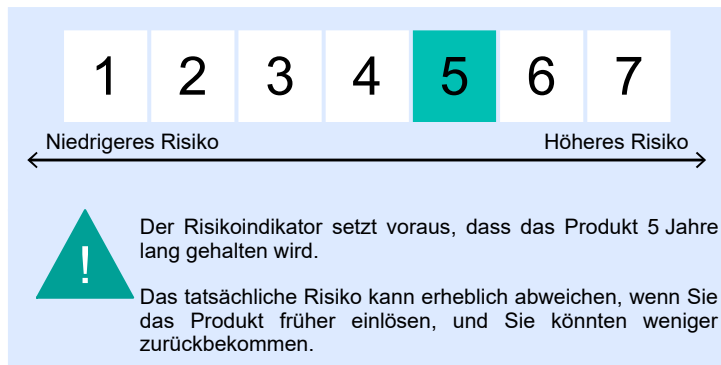 1 2 3 4 5 6 7
Niedrigeres Risiko Höheres Risiko
!
Der Risikoindikator setzt voraus, dass das Produkt 5 Jahre
lang gehalten wird.
Das tatsächliche Risiko kann erheblich abweichen, wenn Sie
das Produkt früher einlösen, und Sie könnten weniger
zurückbekommen.